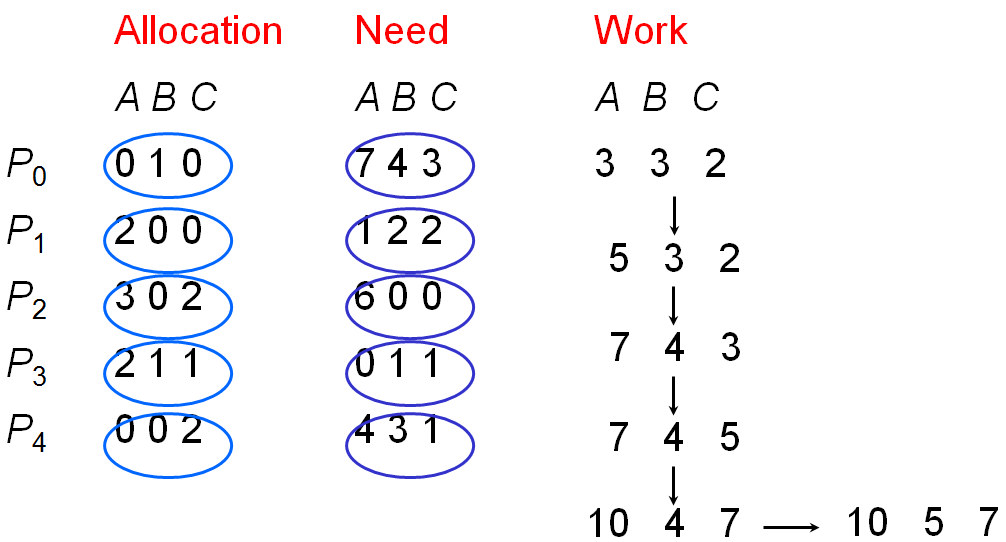 Allocation Need Work
A B C A B C A B C
P0 0 1 0 7 4 3 3 3 2
P1 2 0 0 1 2 2
5 3 2
P2 3 0 2 6 0 0
7 4 3
P3 2 1 1 0 1 1
P4 0 0 2 4 3 1
7 4 5
10 4 7 10 5 7